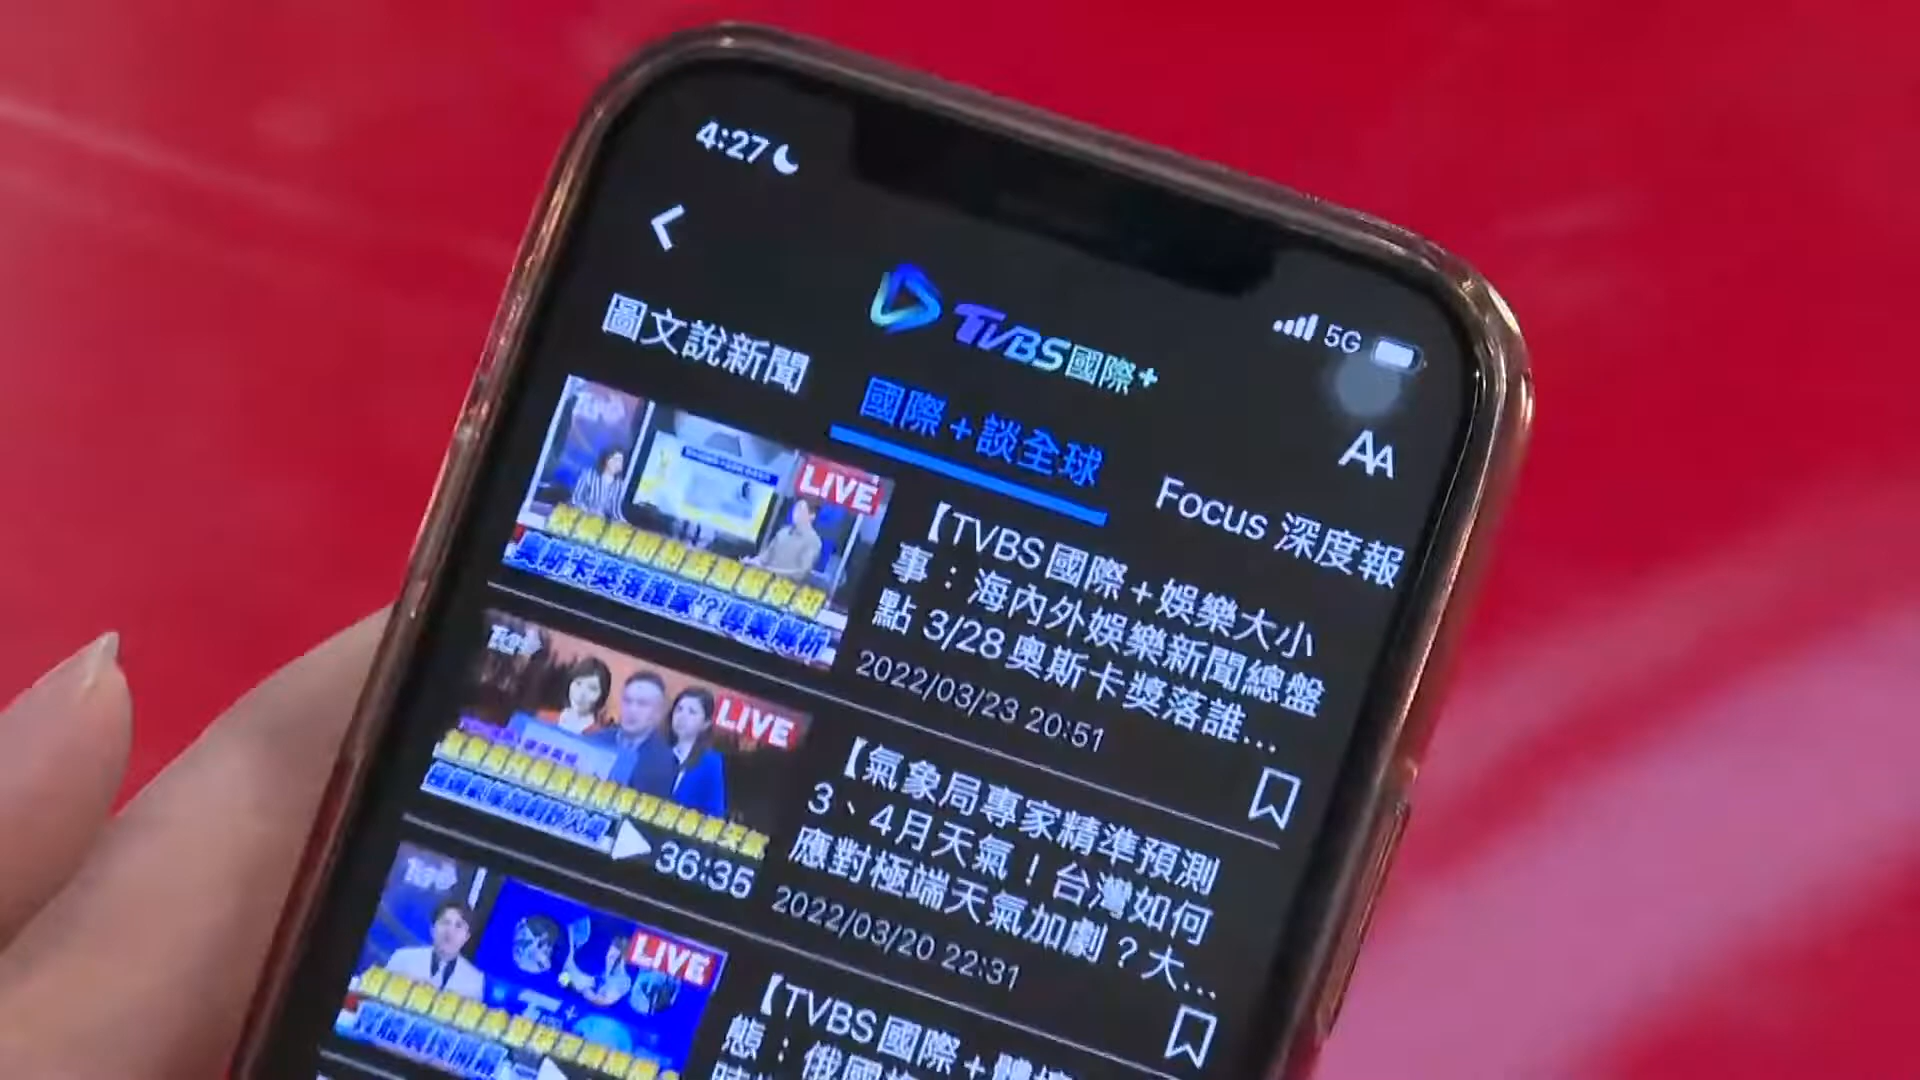 4:27
5G
TVBS國際+
AA
圖文說新聞
國際+談全球
Focus 深度報
LIVE
奧斯卡獎落誰家?專業解析
【TVBS國際+娛樂大小
事:海內外娛樂新聞總盤
點 3/28奧斯卡獎落誰...
2022/03/23 20:51
LIVE
36:35
【氣象局專家精準預測
3、4月天氣!台灣如何
應對極端天氣加劇?大...
2022/03/20 22:31
LIVE
【TVBS國際+體
態:俄國